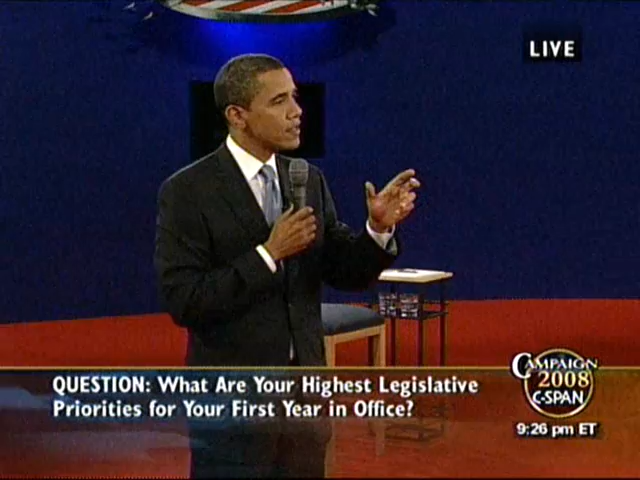 LIVE
C-SPAN
QUESTION: What Are Your Highest Legislative
Priorities for Your First Year in Office?
CAMPAIGN
2008
C-SPAN
9:26 pm ET